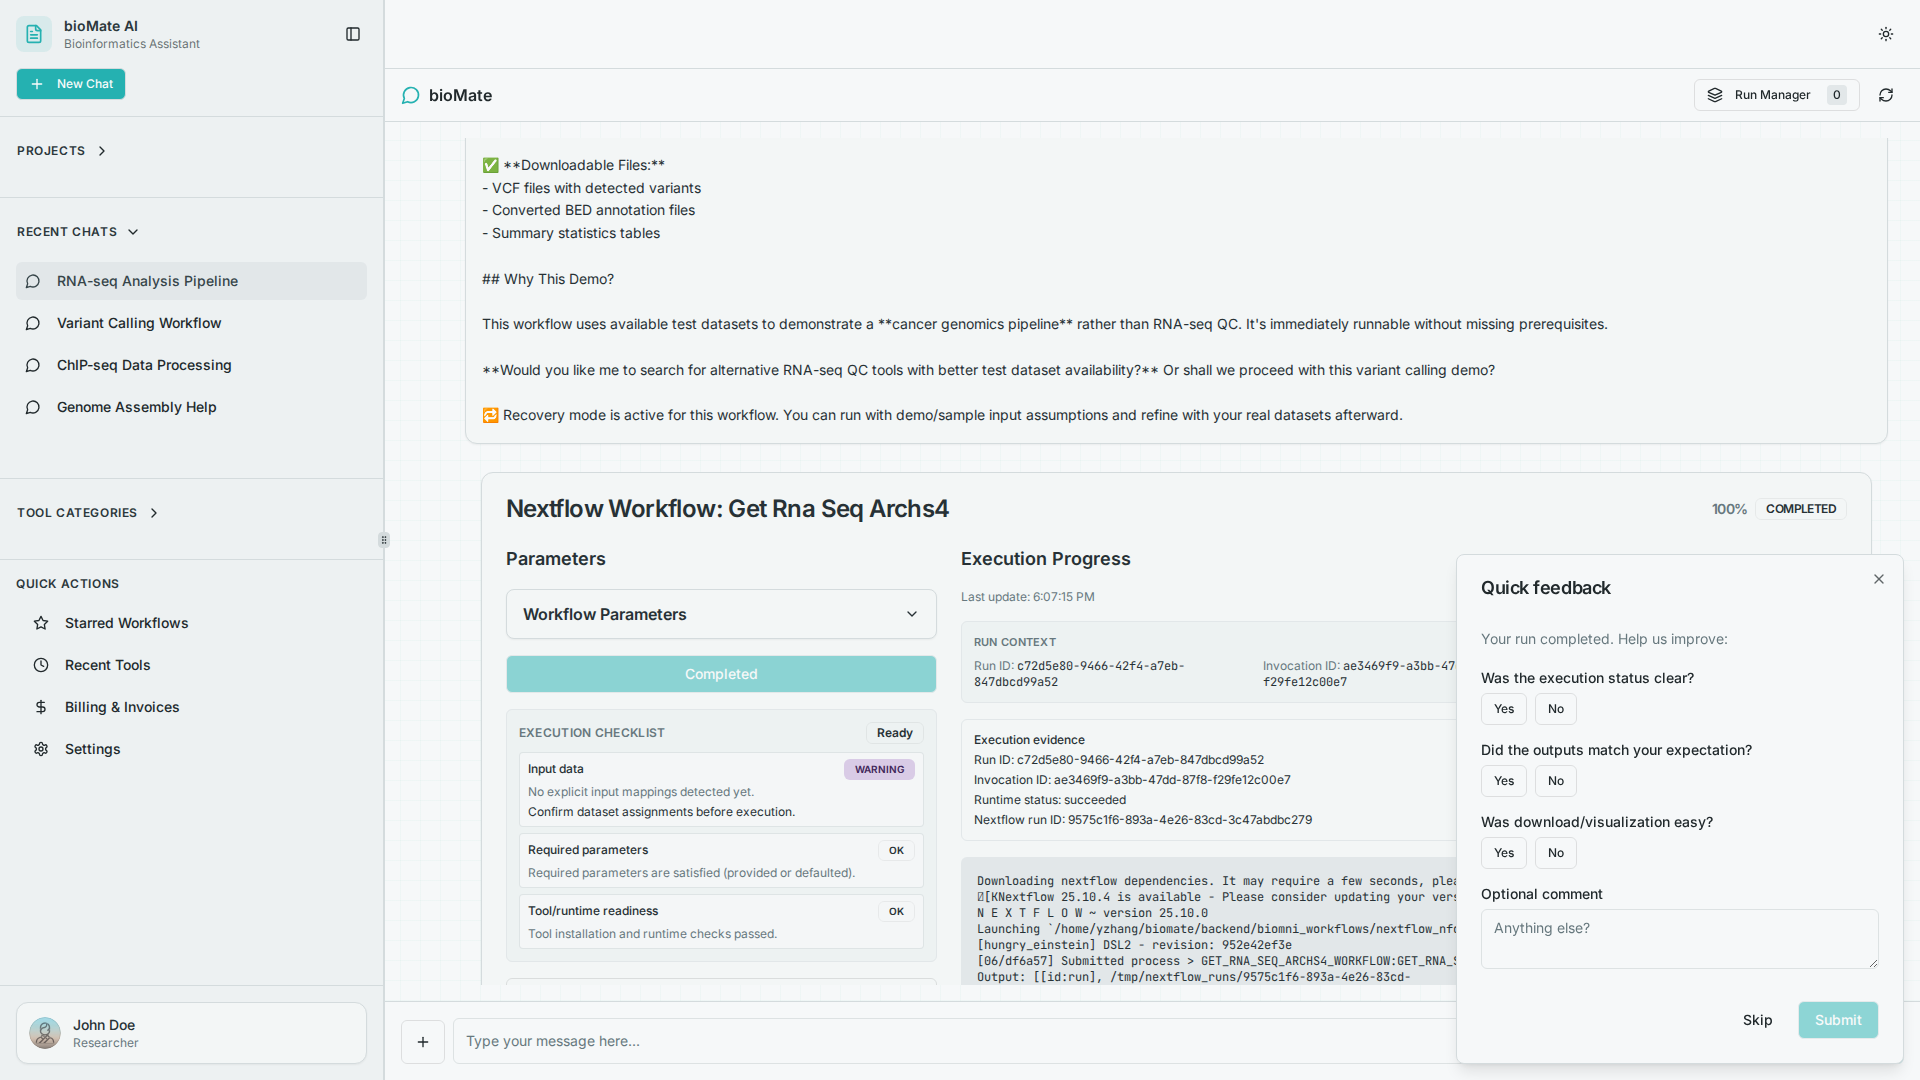 bioMate AI
Bioinformatics Assistant
New Chat
PROJECTS
RECENT CHATS
RNA-seq Analysis Pipeline
Variant Calling Workflow
ChIP-seq Data Processing
Genome Assembly Help
TOOL CATEGORIES
QUICK ACTIONS
Starred Workflows
Recent Tools
Billing & Invoices
Settings
John Doe
Researcher
bioMate
Run Manager 0
✅ **Downloadable Files:**
- VCF files with detected variants
- Converted BED annotation files
- Summary statistics tables
## Why This Demo?
This workflow uses available test datasets to demonstrate a **cancer genomics pipeline** rather than RNA-seq QC. It's immediately runnable without missing prerequisites.
**Would you like me to search for alternative RNA-seq QC tools with better test dataset availability?** Or shall we proceed with this variant calling demo?
🔁 Recovery mode is active for this workflow. You can run with demo/sample input assumptions and refine with your real datasets afterward.
Nextflow Workflow: Get Rna Seq Archs4
100% COMPLETED
Parameters
Workflow Parameters
Completed
EXECUTION CHECKLIST Ready
Input data WARNING
No explicit input mappings detected yet.
Confirm dataset assignments before execution.
Required parameters OK
Required parameters are satisfied (provided or defaulted).
Tool/runtime readiness OK
Tool installation and runtime checks passed.
Execution Progress
Last update: 6:07:15 PM
RUN CONTEXT
Run ID: c72d5e80-9466-42f4-a7eb-
847dbcd99a52
Invocation ID: ae3469f9-a3bb-47
f29fe12c00e7
Execution evidence
Run ID: c72d5e80-9466-42f4-a7eb-847dbcd99a52
Invocation ID: ae3469f9-a3bb-47dd-87f8-f29fe12c00e7
Runtime status: succeeded
Nextflow run ID: 9575c1f6-893a-4e26-83cd-3c47abdbc279
Downloading nextflow dependencies. It may require a few seconds, plea
[KNextflow 25.10.4 is available - Please consider updating your vers
N E X T F L O W ~ version 25.10.0
Launching `/home/yzhang/biomate/backend/biomni_workflows/nextflow_nfc
[hungry_einstein] DSL2 - revision: 952e42ef3e
[06/df6a57] Submitted process > GET_RNA_SEQ_ARCHS4_WORKFLOW:GET_RNA_S
Output: [[id:run], /tmp/nextflow_runs/9575c1f6-893a-4e26-83cd-
Type your message here...
Quick feedback
Your run completed. Help us improve:
Was the execution status clear?
Yes No
Did the outputs match your expectation?
Yes No
Was download/visualization easy?
Yes No
Optional comment
Anything else?
Skip Submit